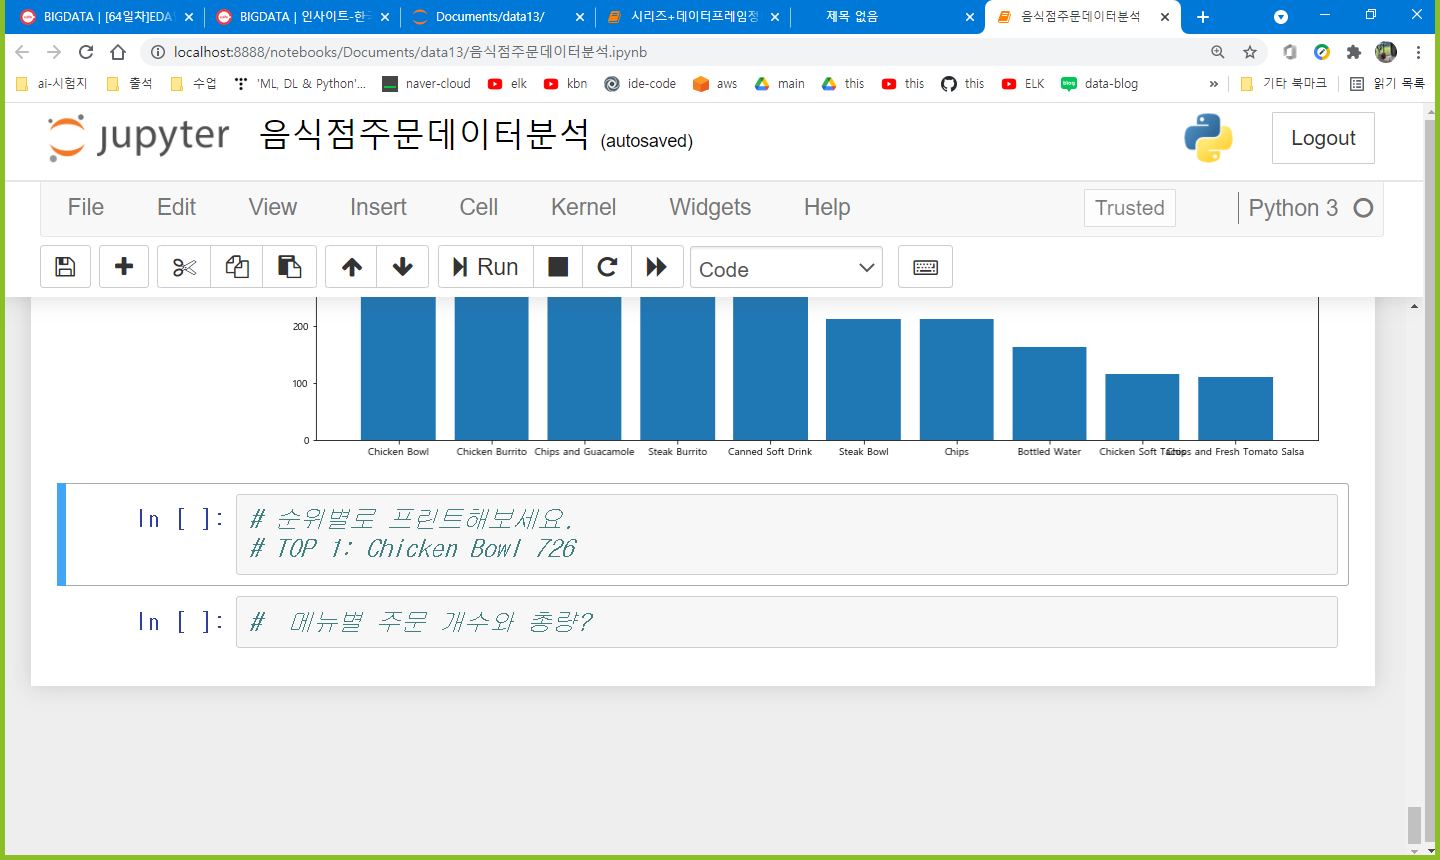 BIGDATA | [64일차]EDA
BIGDATA | 인사이트-한
Documents/data13/
시리즈+데이터프레임정
제목 없음
음식점주문데이터분석
localhost:8888/notebooks/Documents/data13/음식점주문데이터분석.ipynb
ai-시험지
출석
수업
'ML, DL & Python'...
naver-cloud
elk
kbn
ide-code
aws
main
this
this
this
ELK
data-blog
»
기타 북마크
읽기 목록
jupyter
음식점주문데이터분석 (autosaved)
Logout
File Edit View Insert Cell Kernel Widgets Help
Trusted
Python 3
Run
Code
200
100
0
Chicken Bowl
Chicken Burrito
Chips and Guacamole
Steak Burrito
Canned Soft Drink
Steak Bowl
Chips
Bottled Water
Chicken Soft Tacos
Chips and Fresh Tomato Salsa
In [ ]:
# 순위별로 프린트해보세요.
# TOP 1: Chicken Bowl 726
In [ ]:
# 메뉴별 주문 개수와 총량?